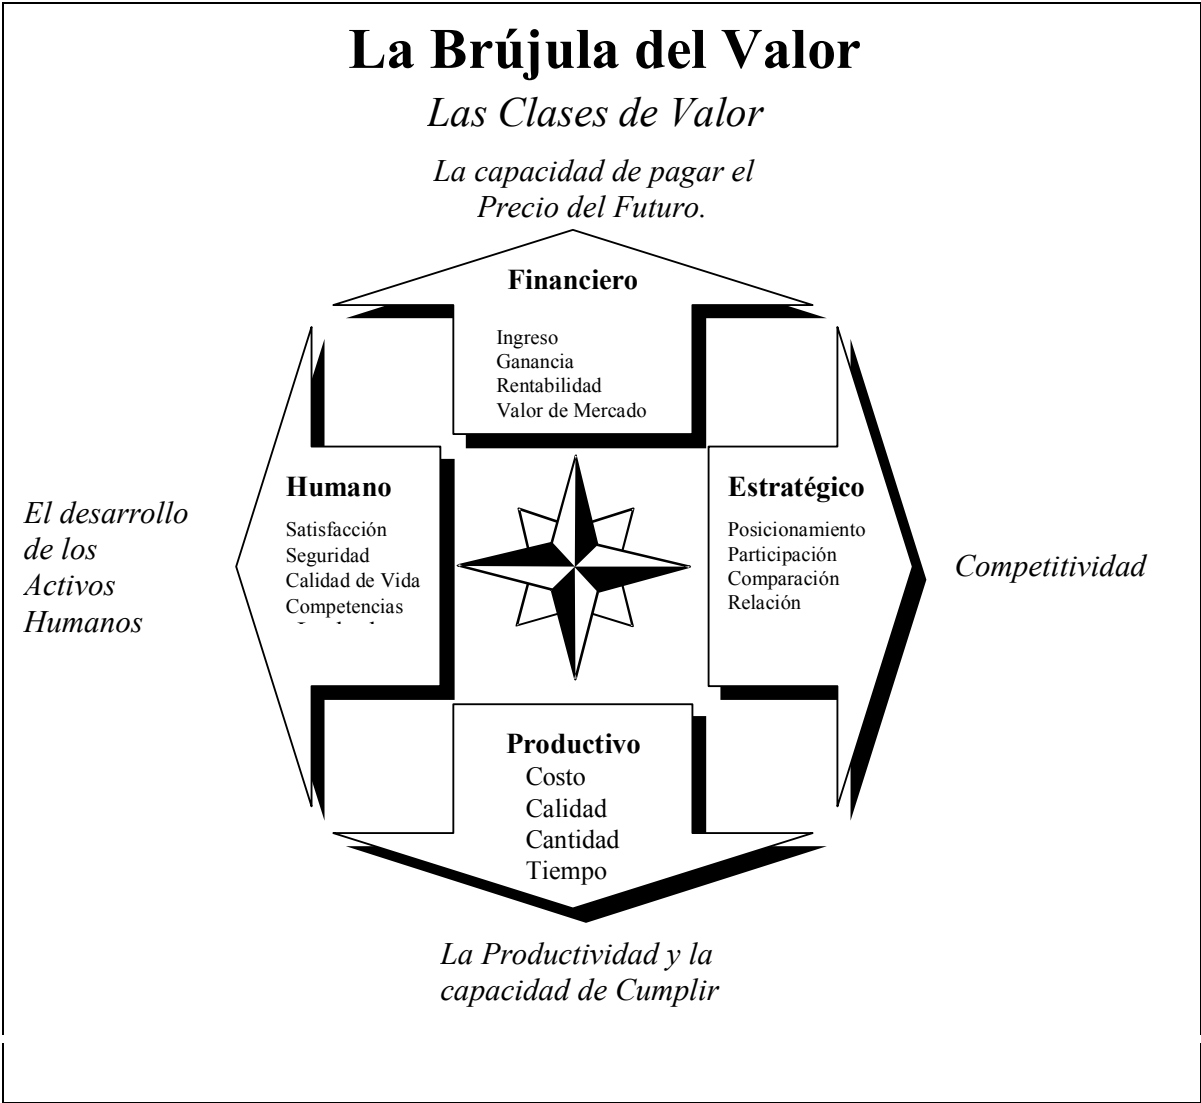 La Brújula del Valor
Las Clases de Valor
La capacidad de pagar el
Precio del Futuro.
Financiero
Ingreso
Ganancia
Rentabilidad
Valor de Mercado
El desarrollo
de los
Activos
Humanos
Humano
Satisfacción
Seguridad
Calidad de Vida
Competencias
Estratégico
Posicionamiento
Participación
Comparación
Relación
Competitividad
Productivo
Costo
Calidad
Cantidad
Tiempo
La Productividad y la
capacidad de Cumplir